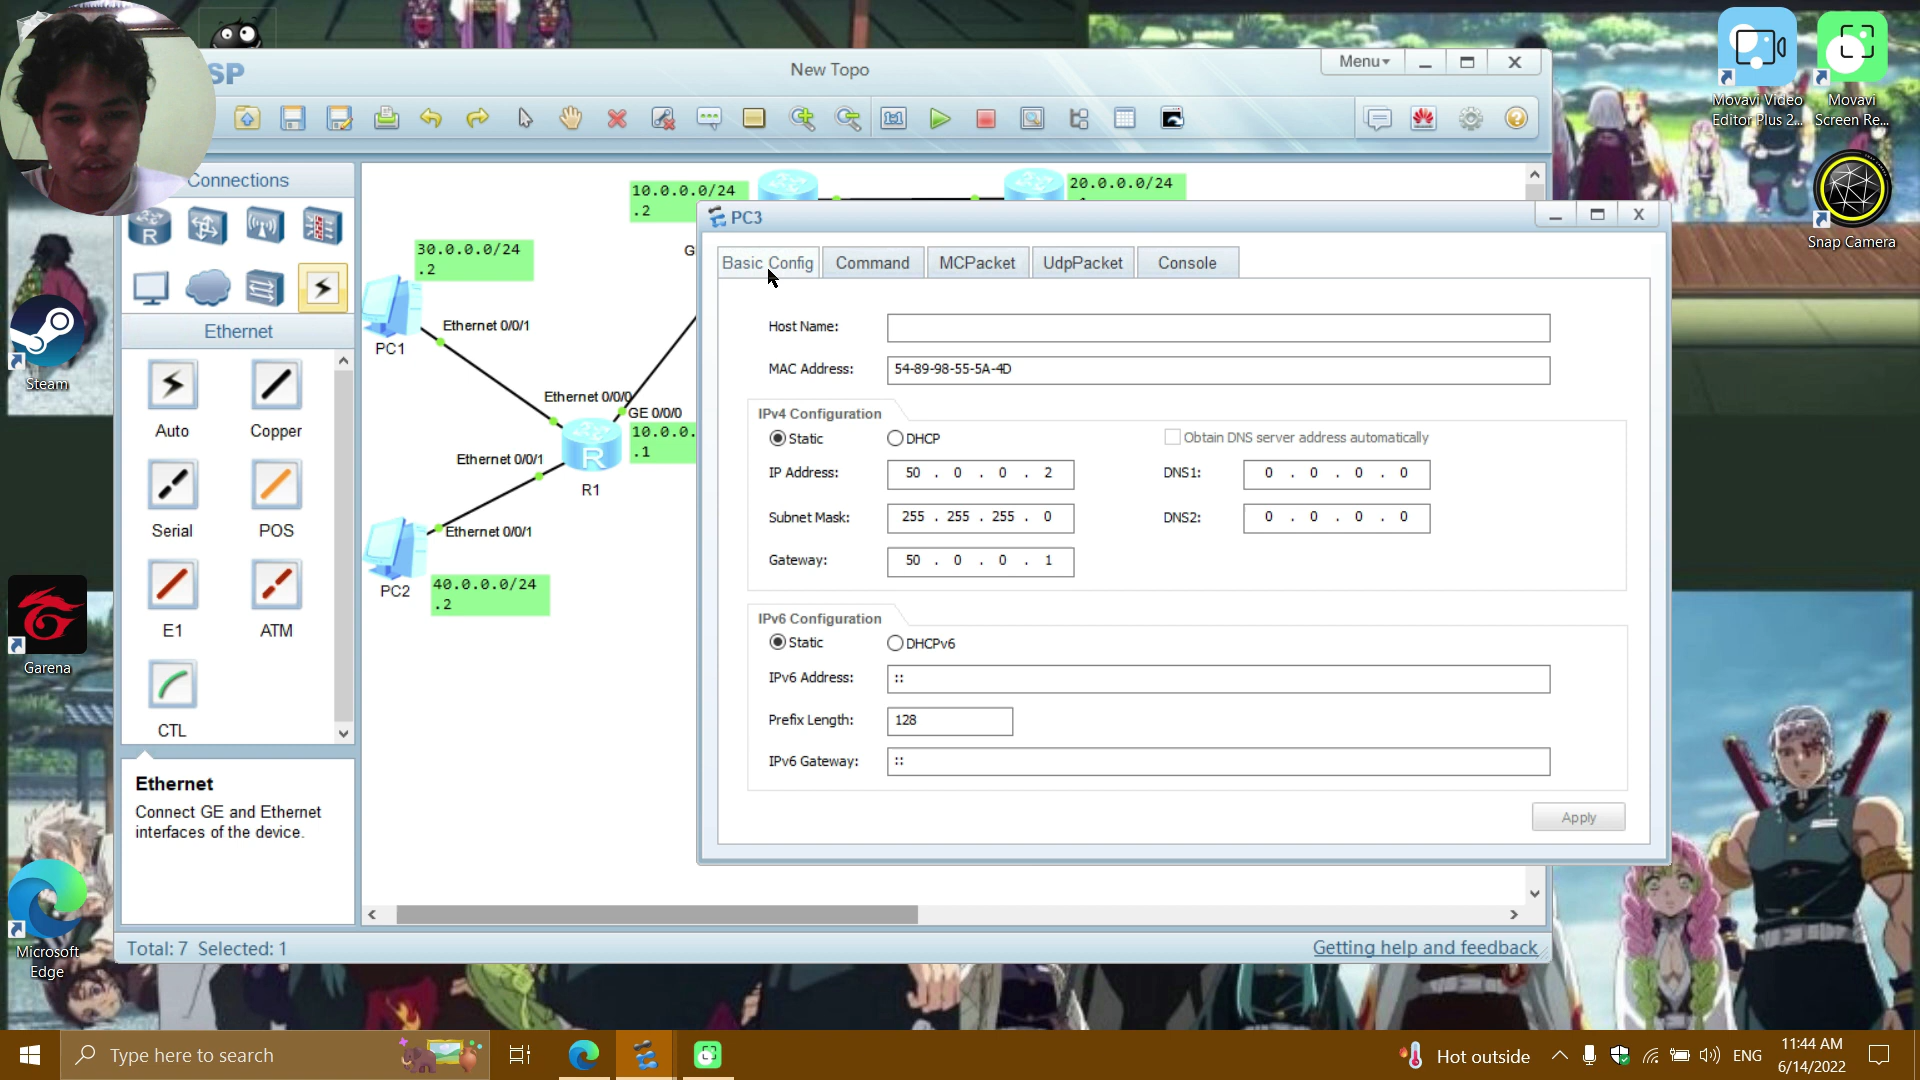 SP
New Topo
Menu
Connections
Ethernet
Auto
Copper
Serial
POS
E1
ATM
CTL
Ethernet
Connect GE and Ethernet
interfaces of the device.
10.0.0.0/24
.2
20.0.0.0/24
30.0.0.0/24
.2
G
PC1
Ethernet 0/0/1
Ethernet 0/0/0
GE 0/0/0
10.0.0.
.1
Ethernet 0/0/1
R
R1
Ethernet 0/0/1
PC2
40.0.0.0/24
.2
PC3
Basic Config
Command
MCPacket
UdpPacket
Console
Host Name:
MAC Address: 54-89-98-55-5A-4D
IPv4 Configuration
Static
DHCP
Obtain DNS server address automatically
IP Address: 50 . 0 . 0 . 2
DNS1: 0 . 0 . 0 . 0
Subnet Mask: 255 . 255 . 255 . 0
DNS2: 0 . 0 . 0 . 0
Gateway: 50 . 0 . 0 . 1
IPv6 Configuration
Static
DHCPv6
IPv6 Address: ::
Prefix Length: 128
IPv6 Gateway: ::
Apply
Total: 7 Selected: 1
Getting help and feedback
Movavi Video
Editor Plus 2...
Movavi
Screen Re...
Snap Camera
Steam
Garena
Microsoft
Edge
Type here to search
Hot outside
ENG
11:44 AM
6/14/2022